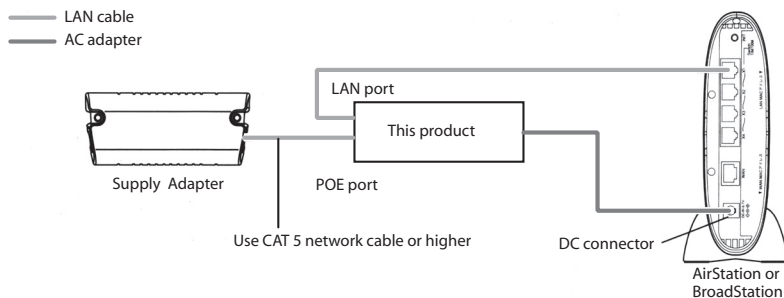 LAN cable
AC adapter
LAN port
This product
Supply Adapter
POE port
Use CAT 5 network cable or higher
DC connector
AirStation or
BroadStation